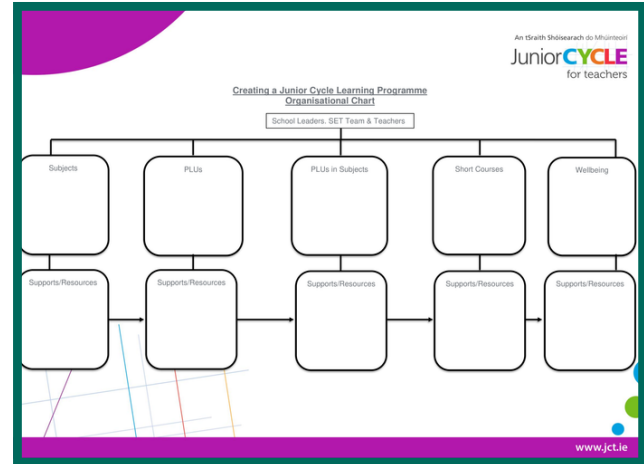 An tSraith Shóisearach do Mhúinteoirí
JuniorCYCLE
for teachers
Creating a Junior Cycle Learning Programme
Organisational Chart
School Leaders. SET Team & Teachers
Subjects
PLUs
PLUs in Subjects
Short Courses
Wellbeing
Supports/Resources
Supports/Resources
Supports/Resources
Supports/Resources
Supports/Resources
www.jct.ie